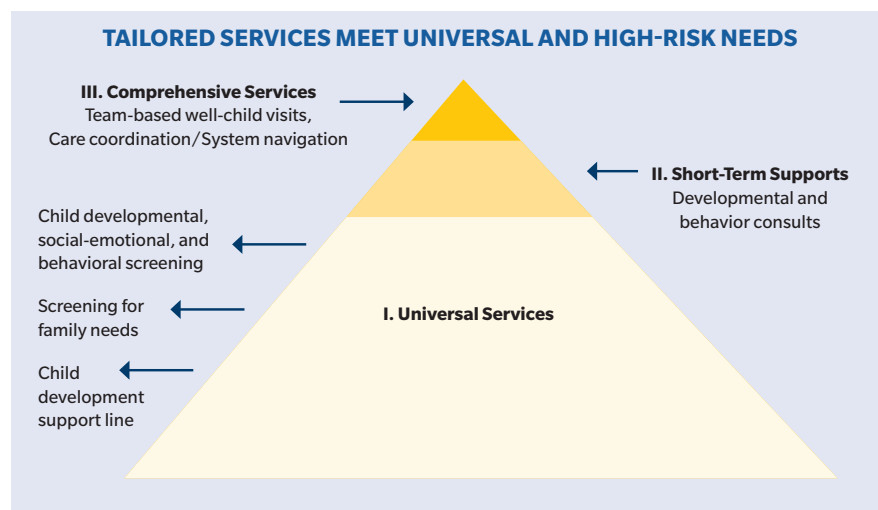 TAILORED SERVICES MEET UNIVERSAL AND HIGH-RISK NEEDS
III. Comprehensive Services
Team-based well-child visits,
Care coordination/System navigation
II. Short-Term Supports
Developmental and
behavior consults
Child developmental,
social-emotional, and
behavioral screening
Screening for
family needs
Child
development
support line
I. Universal Services